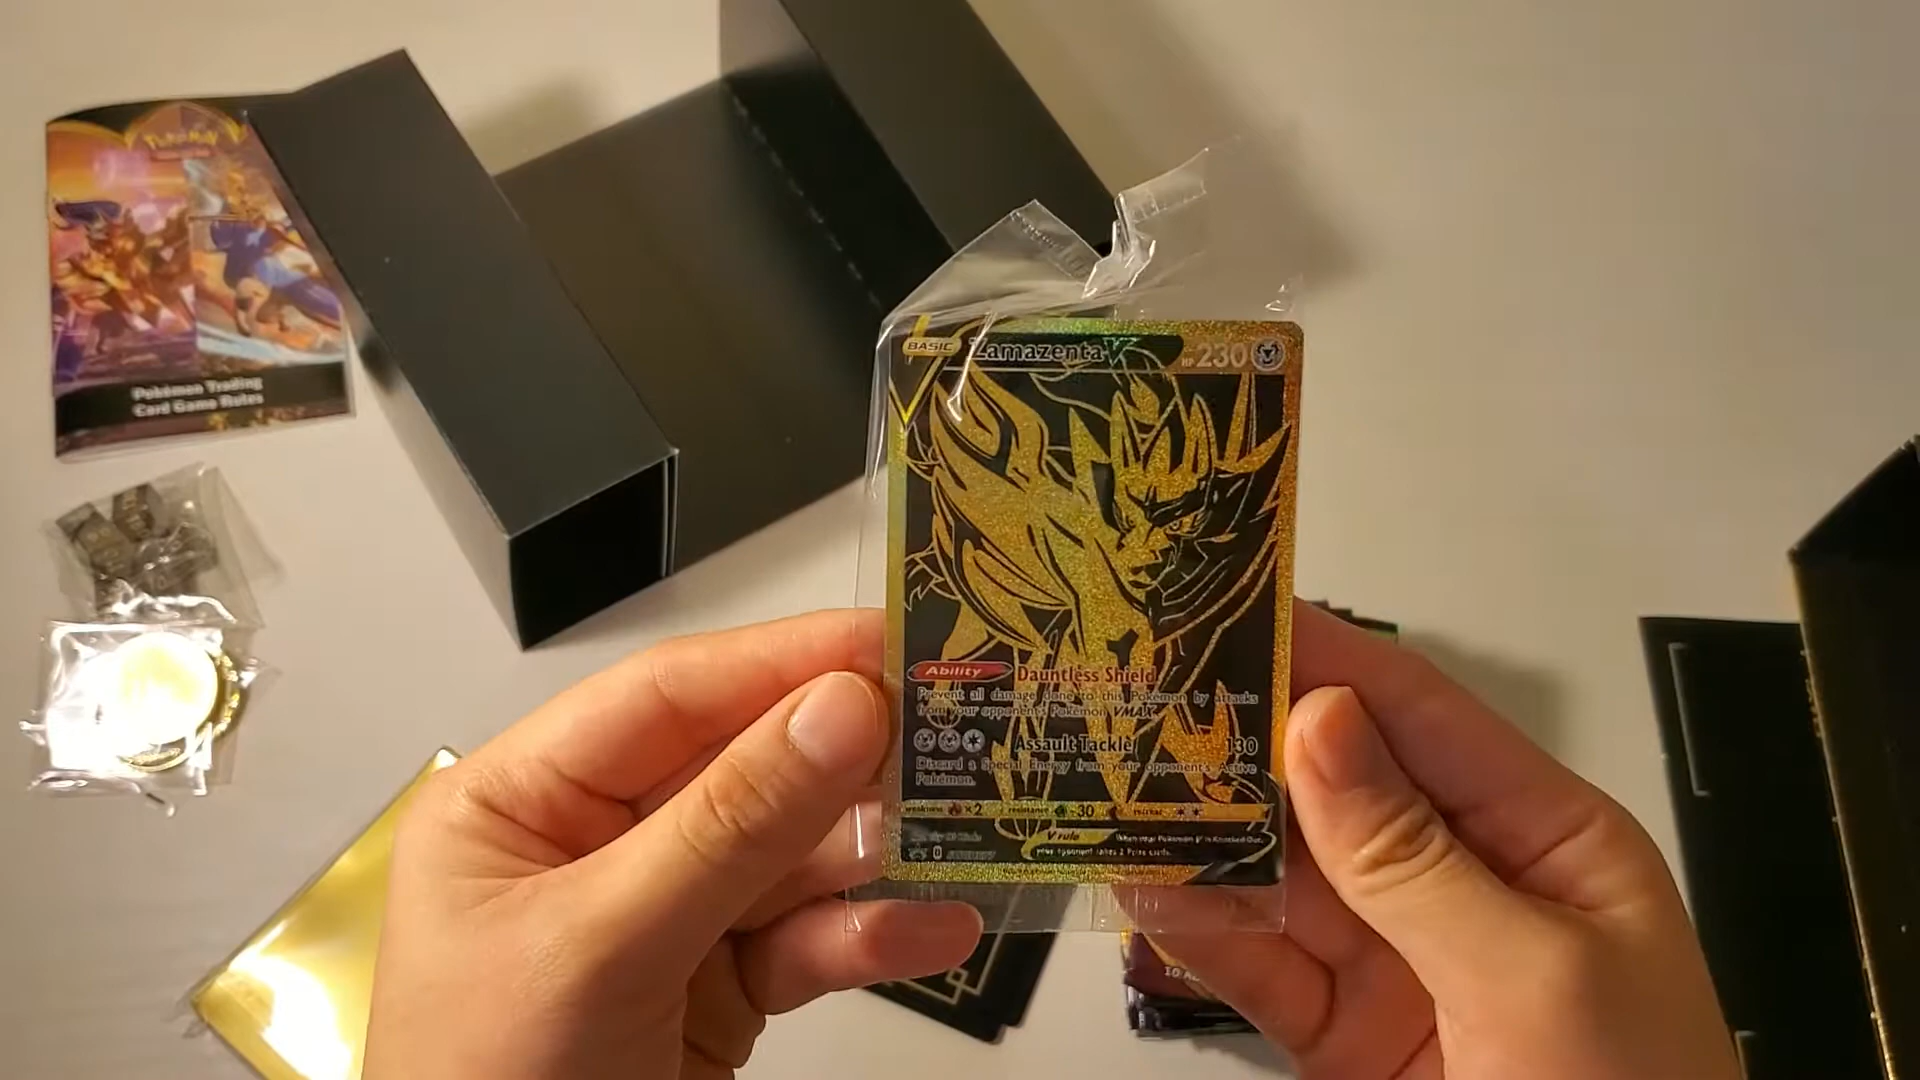 Pokémon
Pokémon Trading
Card Game Rules
BASIC
Zamazenta V
HP 230
Ability
Dauntless Shield
Prevent all damage done to this Pokémon by attacks
from your opponent's Pokémon VMAX.
Assault Tackle 130
Discard a Special Energy from your opponent's Active
Pokémon.
weakness ×2 resistance -30 retreat
V rule
When your Pokémon V is Knocked Out,
your opponent takes 2 Prize cards.
10 A